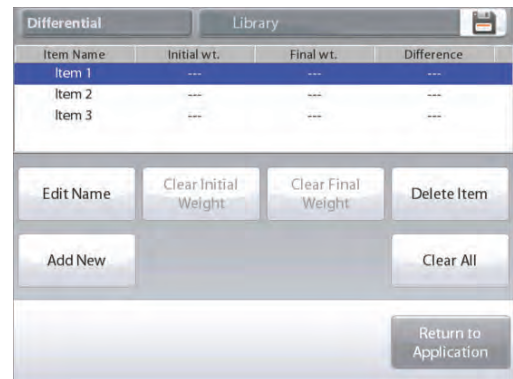 Differential Library
Item Name Initial wt. Final wt. Difference
Item 1 --- --- ---
Item 2 --- --- ---
Item 3 --- --- ---
Edit Name Clear Initial Weight Clear Final Weight Delete Item
Add New Clear All
Return to
Application